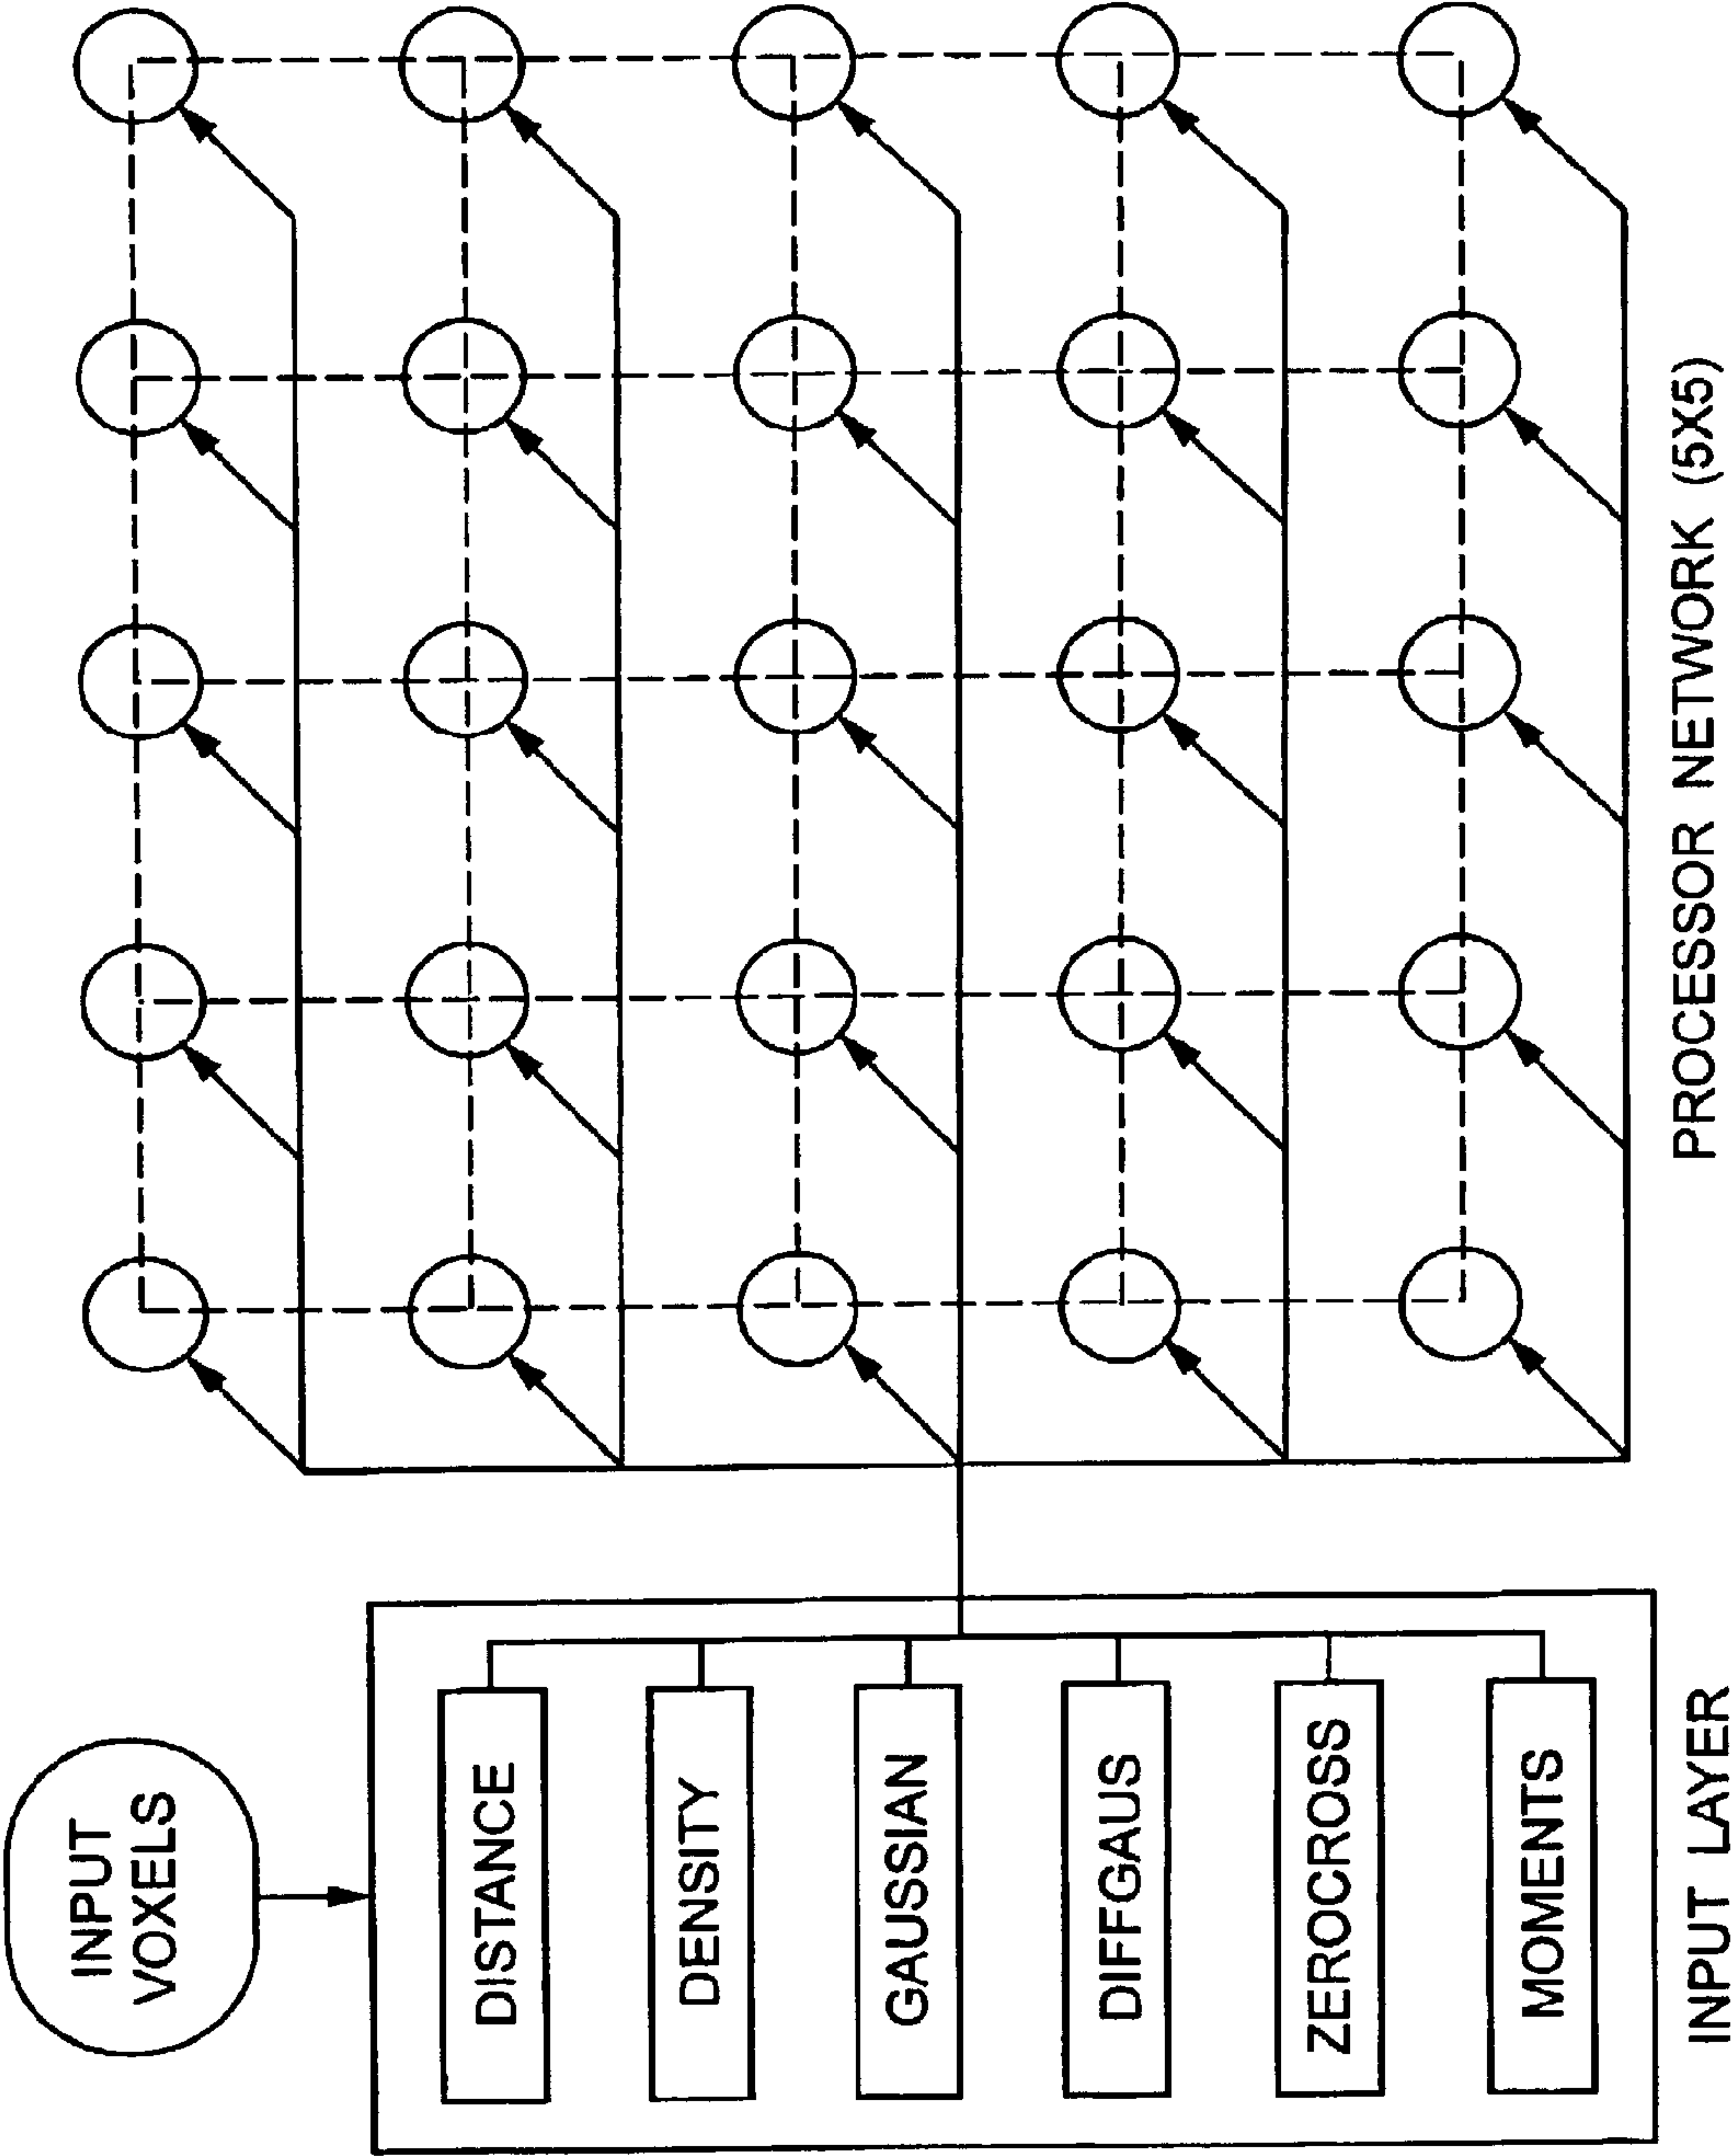 INPUT
VOXELS
DISTANCE
DENSITY
GAUSSIAN
DIFFGAUS
ZEROCROSS
MOMENTS
INPUT LAYER
PROCESSOR NETWORK (5X5)